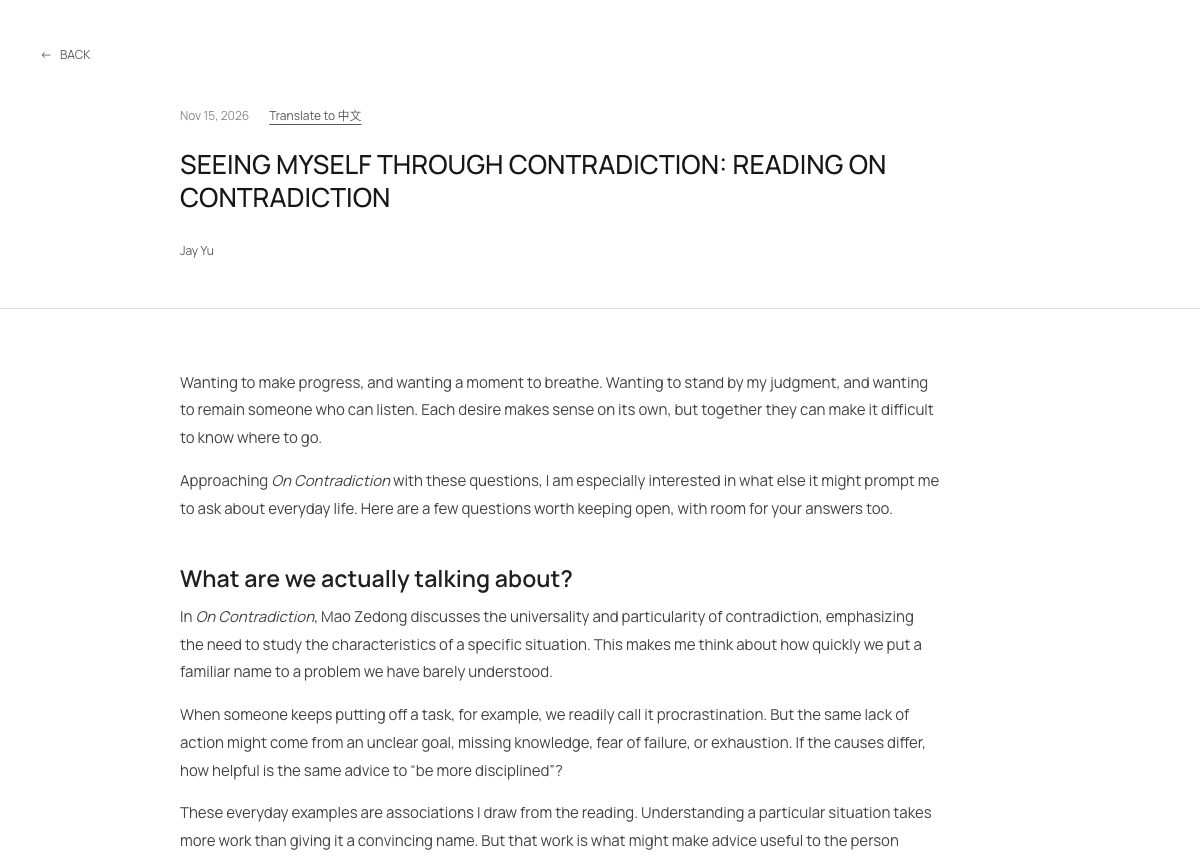 ← BACK
Nov 15, 2026 Translate to 中文
SEEING MYSELF THROUGH CONTRADICTION: READING ON
CONTRADICTION
Jay Yu
Wanting to make progress, and wanting a moment to breathe. Wanting to stand by my judgment, and wanting
to remain someone who can listen. Each desire makes sense on its own, but together they can make it difficult
to know where to go.
Approaching On Contradiction with these questions, I am especially interested in what else it might prompt me
to ask about everyday life. Here are a few questions worth keeping open, with room for your answers too.
What are we actually talking about?
In On Contradiction, Mao Zedong discusses the universality and particularity of contradiction, emphasizing
the need to study the characteristics of a specific situation. This makes me think about how quickly we put a
familiar name to a problem we have barely understood.
When someone keeps putting off a task, for example, we readily call it procrastination. But the same lack of
action might come from an unclear goal, missing knowledge, fear of failure, or exhaustion. If the causes differ,
how helpful is the same advice to “be more disciplined”?
These everyday examples are associations I draw from the reading. Understanding a particular situation takes
more work than giving it a convincing name. But that work is what might make advice useful to the person